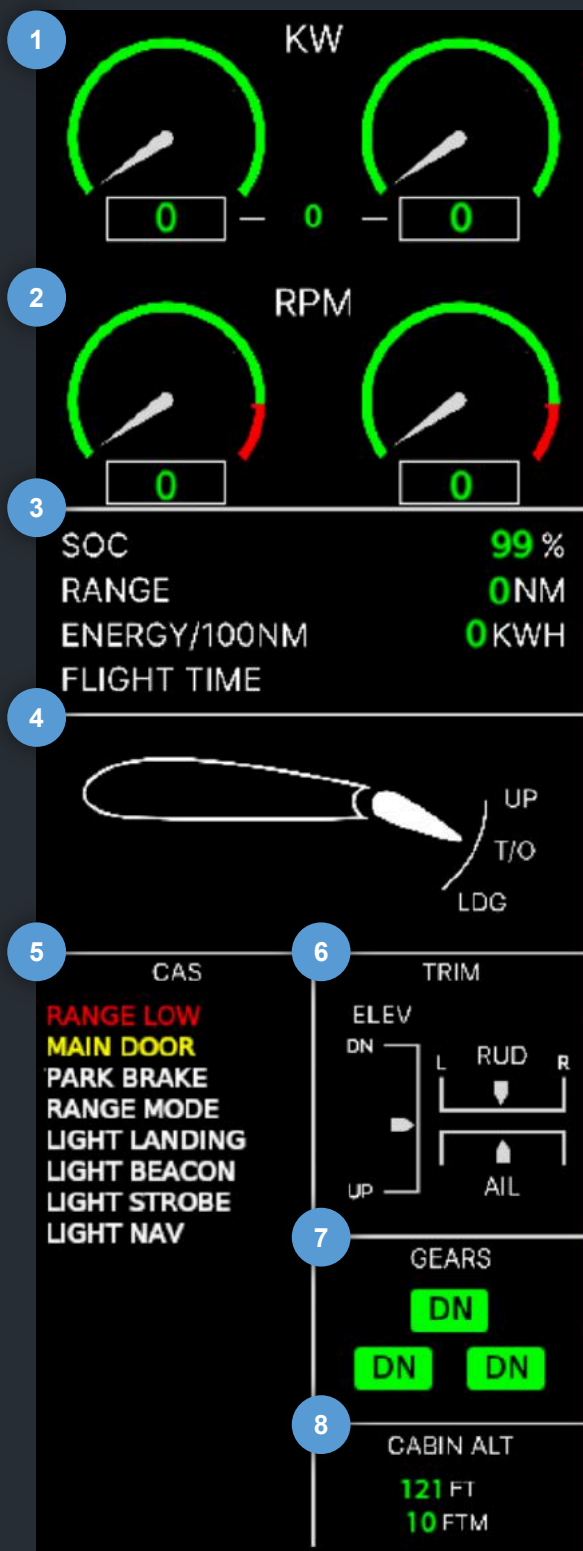 1
KW
0 — 0 — 0
2
RPM
0 0
3
SOC 99 %
RANGE 0 NM
ENERGY/100NM 0 KWH
FLIGHT TIME
4
UP
T/O
LDG
5
CAS
RANGE LOW
MAIN DOOR
PARK BRAKE
RANGE MODE
LIGHT LANDING
LIGHT BEACON
LIGHT STROBE
LIGHT NAV
6
TRIM
ELEV
DN
L RUD R
UP
AIL
7
GEARS
DN
DN DN
8
CABIN ALT
121 FT
10 FTM